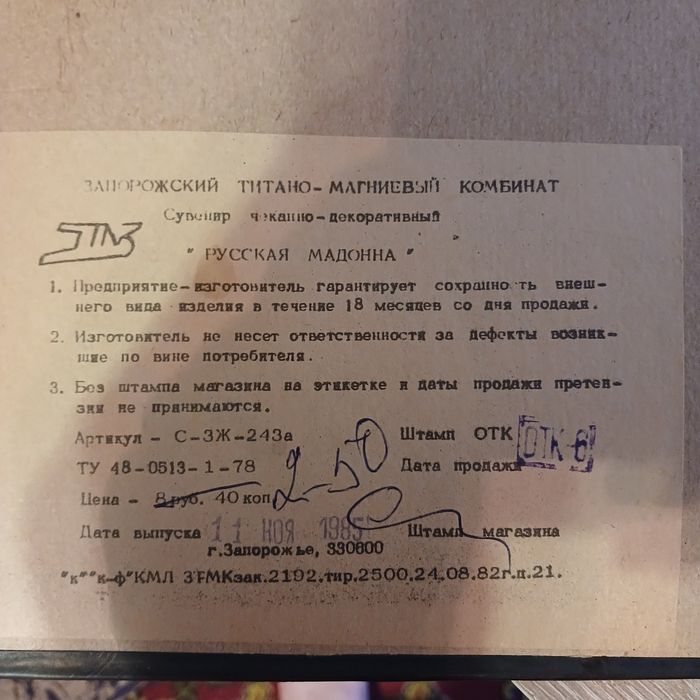 ЗАПОРОЖСКИЙ ТИТАНО-МАГНИЕВЫЙ КОМБИНАТ
Сувенир чеканно-декоративный
ЗТМК
" РУССКАЯ МАДОННА "
1. Предприятие-изготовитель гарантирует сохранность внеш-
него вида изделия в течение 18 месяцев со дня продажи.
2. Изготовитель не несет ответственности за дефекты возник-
шие по вине потребителя.
3. Без штампа магазина на этикетке и даты продажи претен-
зии не принимаются.
Артикул - С-ЗЖ-243а Штамп ОТК ОТК-6
ТУ 48-0513-1-78 Дата продажи
Цена - 8 руб. 40 коп. 2-50
Дата выпуска 11 НОЯ 1985 Штамп магазина
г.Запорожье, 330600
"к""к-ф"КМЛ ЗТМКзак.2192.тир.2500.24.08.82г.п.21.